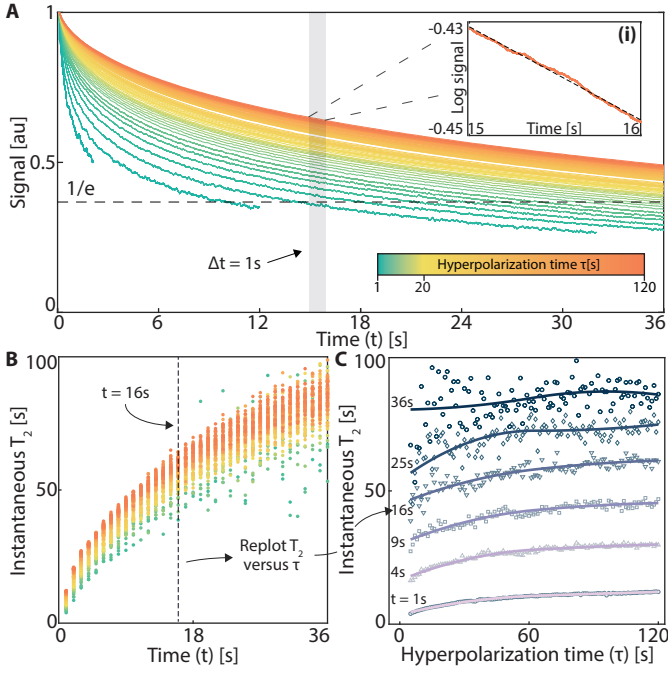 A
1
0.5
0
Signal [au]
1/e
Δt = 1s
0
6
12
18
24
30
36
Time (t) [s]
(i)
-0.43
-0.45
Log signal
15
Time [s]
16
Hyperpolarization time τ[s]
1
20
120
B
100
50
0
Instantaneous T2 [s]
t = 16s
Replot T2
versus τ
0
18
36
Time (t) [s]
C
100
50
0
Instantaneous T2 [s]
36s
25s
16s
9s
4s
t = 1s
0
60
120
Hyperpolarization time (τ) [s]